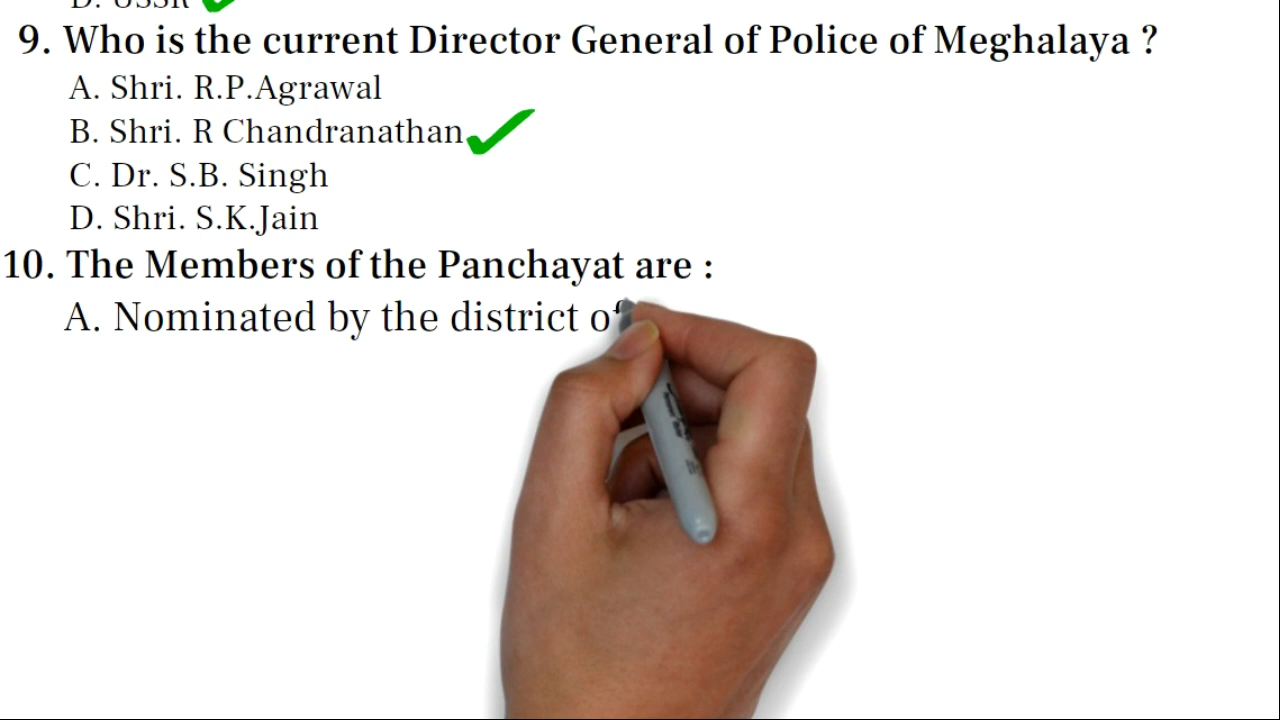 D. USSR
9. Who is the current Director General of Police of Meghalaya ?
A. Shri. R.P.Agrawal
B. Shri. R Chandranathan
C. Dr. S.B. Singh
D. Shri. S.K.Jain
10. The Members of the Panchayat are :
A. Nominated by the district of